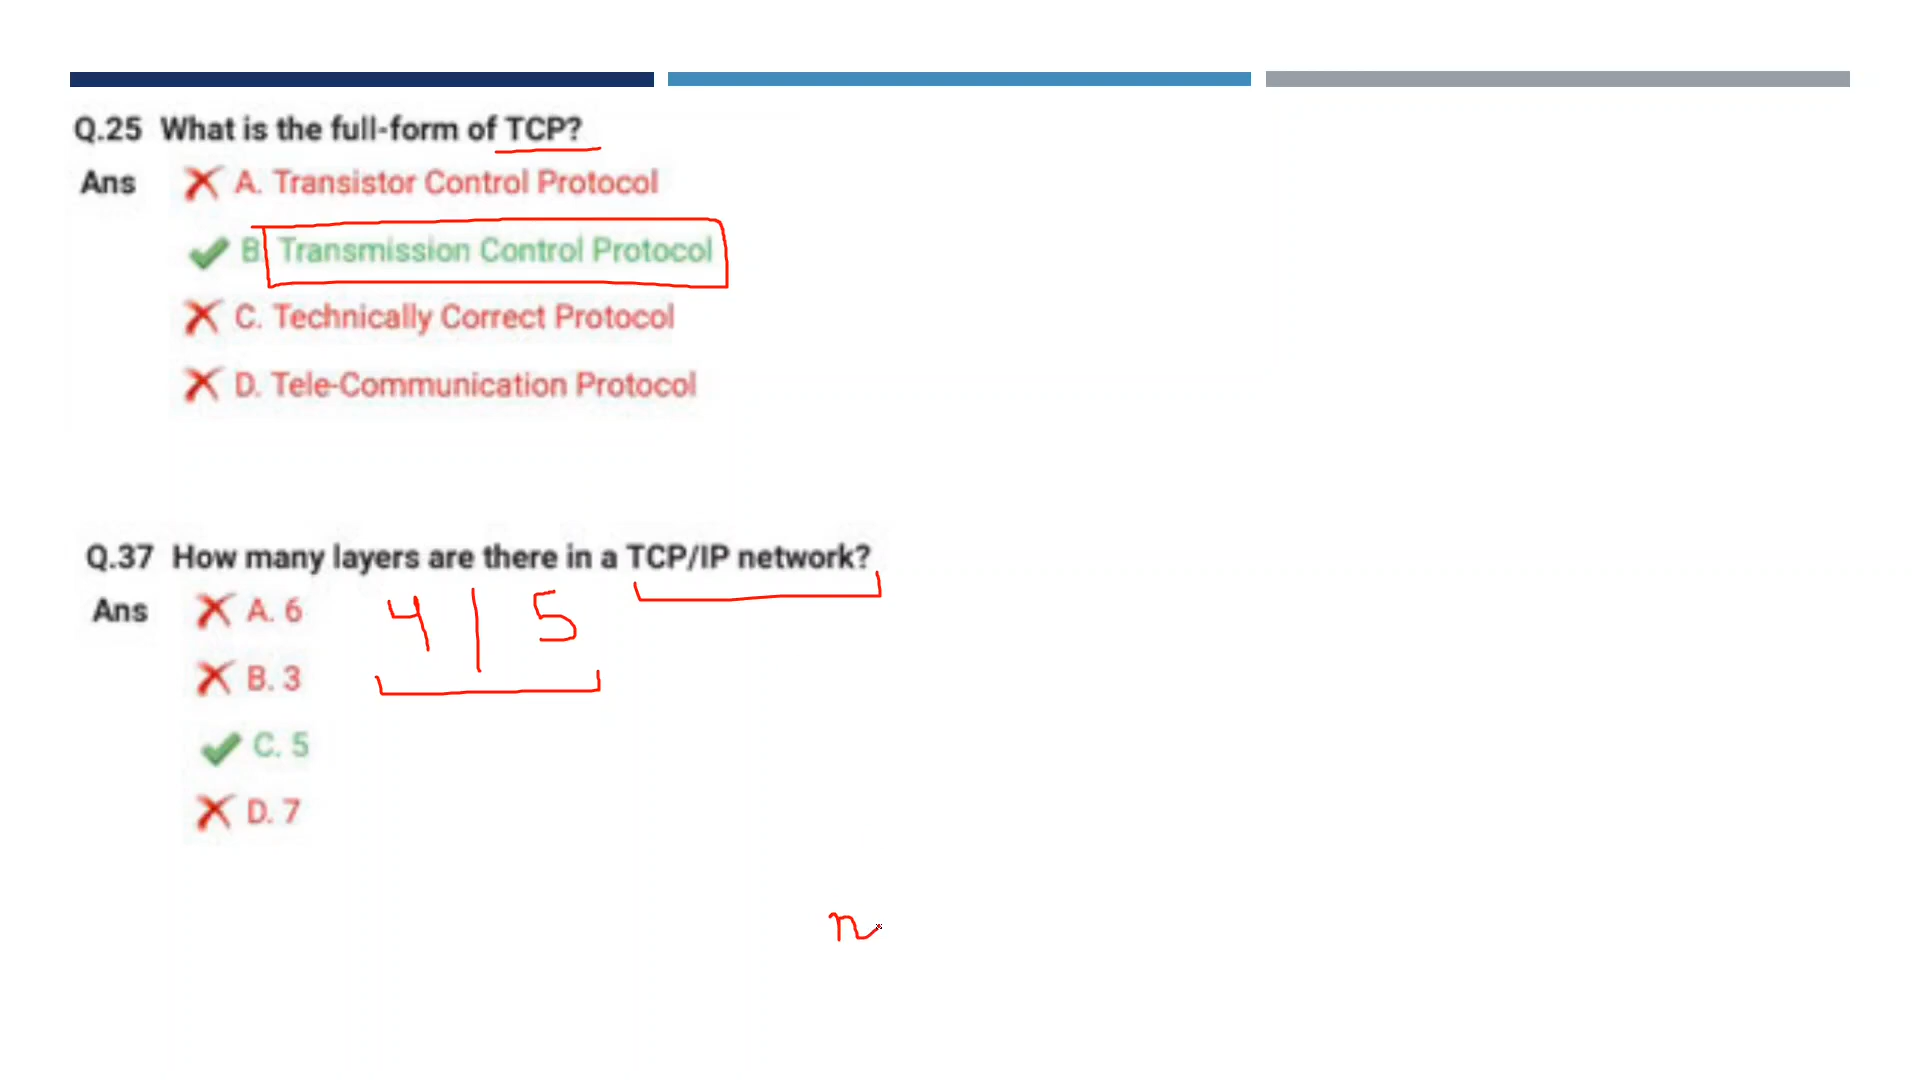 Q.25 What is the full-form of TCP?
Ans A. Transistor Control Protocol
B. Transmission Control Protocol
C. Technically Correct Protocol
D. Tele-Communication Protocol
Q.37 How many layers are there in a TCP/IP network?
Ans A. 6
4 | 5
B. 3
C. 5
D. 7
n